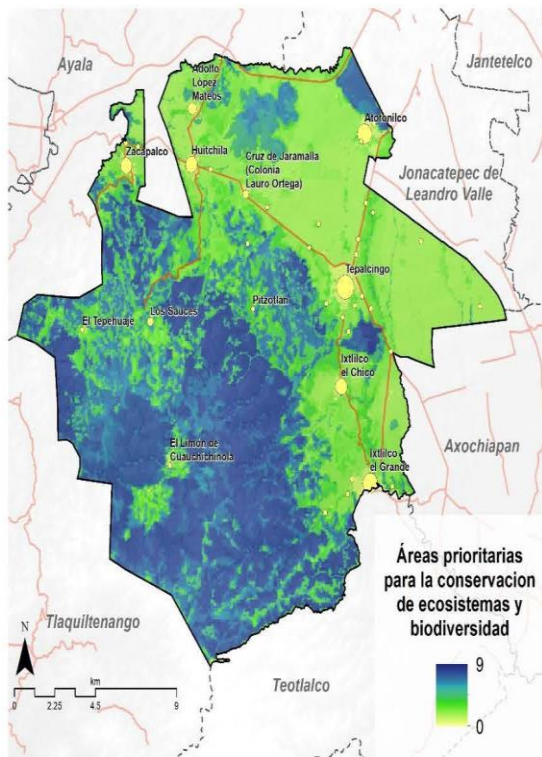 Ayala
Jantetelco
Adolfo
López
Mateos
Atotonilco
Zacapalco
Huitchila
Cruz de Jaramalla
(Colonia
Lauro Ortega)
Jonacatepec de
Leandro Valle
Tepalcingo
Pitzotlan
Los Sauces
El Tepehuaje
Ixtlilco
el Chico
Axochiapan
El Limón de
Cuauchichinola
Ixtlilco
el Grande
Áreas prioritarias
para la conservacion
de ecosistemas y
biodiversidad
9
0
Tlaquiltenango
Teotlalco
N
km
0 2.25 4.5 9